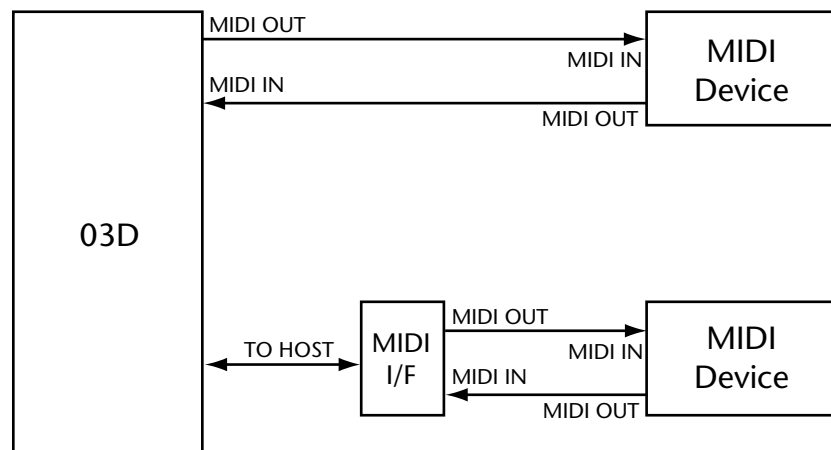 MIDI OUT
MIDI IN
MIDI IN
MIDI OUT
MIDI
Device
03D
TO HOST
MIDI
I/F
MIDI OUT
MIDI IN
MIDI IN
MIDI OUT
MIDI
Device